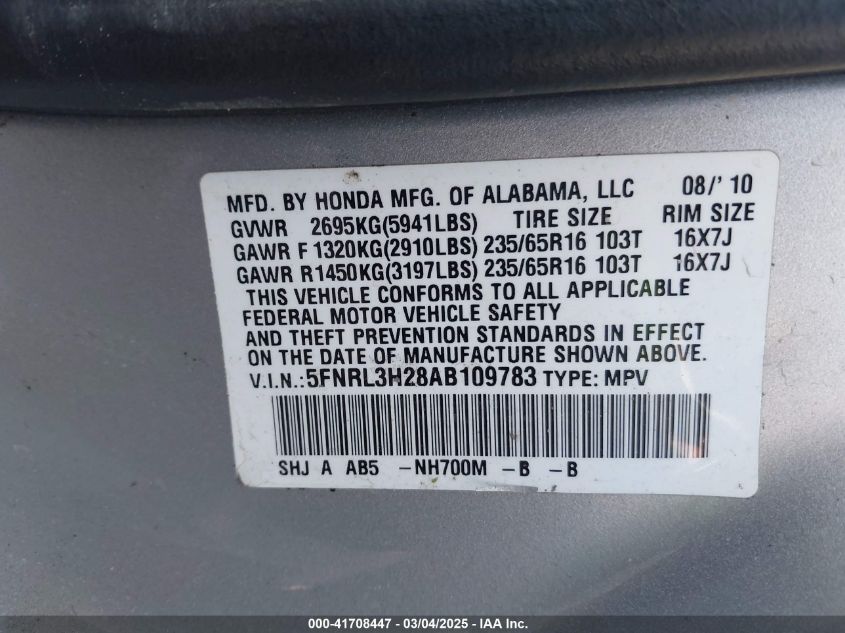 MFD. BY HONDA MFG. OF ALABAMA, LLC 08/' 10
GVWR 2695KG(5941LBS) TIRE SIZE RIM SIZE
GAWR F 1320KG(2910LBS) 235/65R16 103T 16X7J
GAWR R1450KG(3197LBS) 235/65R16 103T 16X7J
THIS VEHICLE CONFORMS TO ALL APPLICABLE
FEDERAL MOTOR VEHICLE SAFETY
AND THEFT PREVENTION STANDARDS IN EFFECT
ON THE DATE OF MANUFACTURE SHOWN ABOVE.
V.I.N.:5FNRL3H28AB109783 TYPE: MPV
SHJ A AB5 -NH700M -B -B
000-41708447 - 03/04/2025 - IAA Inc.